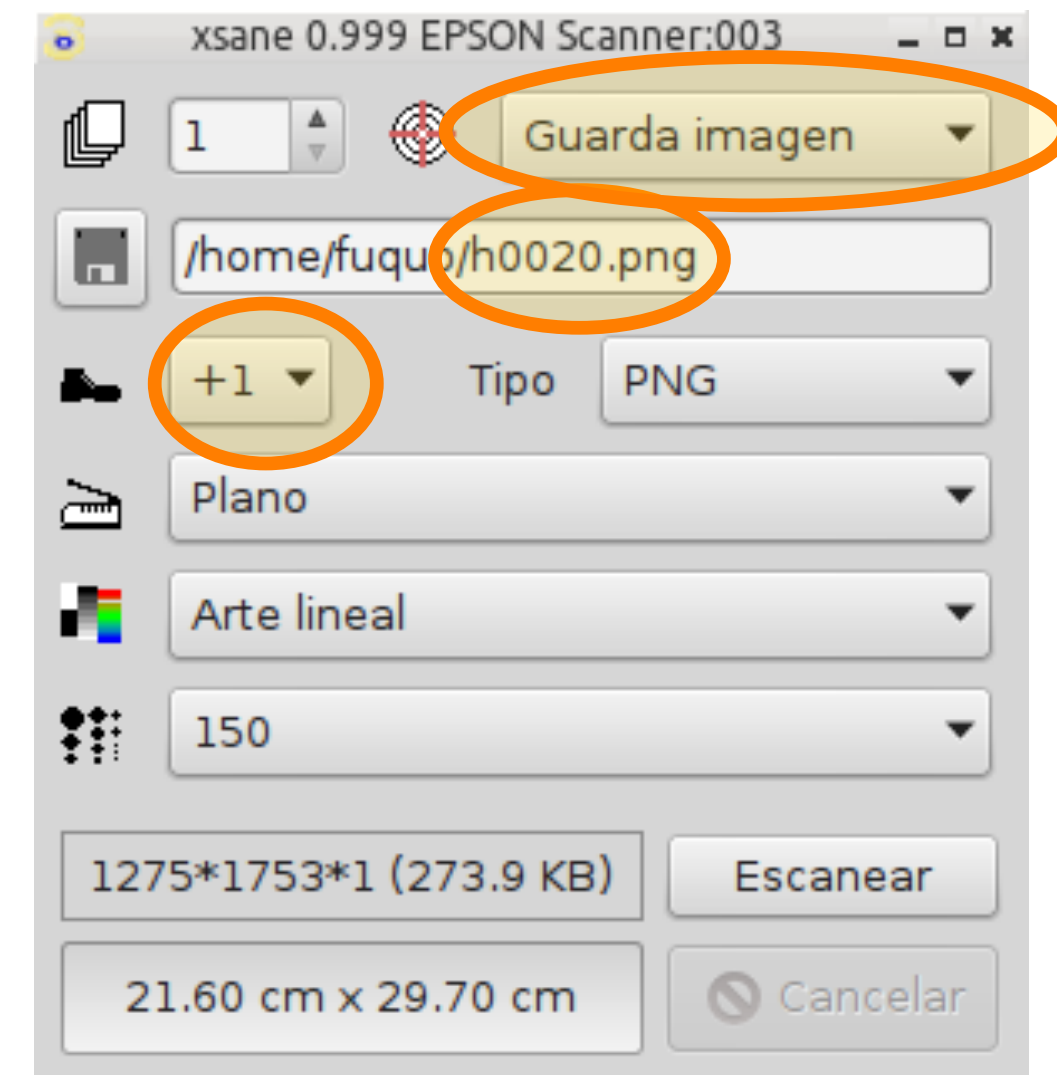 xsane 0.999 EPSON Scanner:003
1 Guarda imagen
/home/fuqub/h0020.png
+1 Tipo PNG
Plano
Arte lineal
150
1275*1753*1 (273.9 KB) Escanear
21.60 cm x 29.70 cm Cancelar